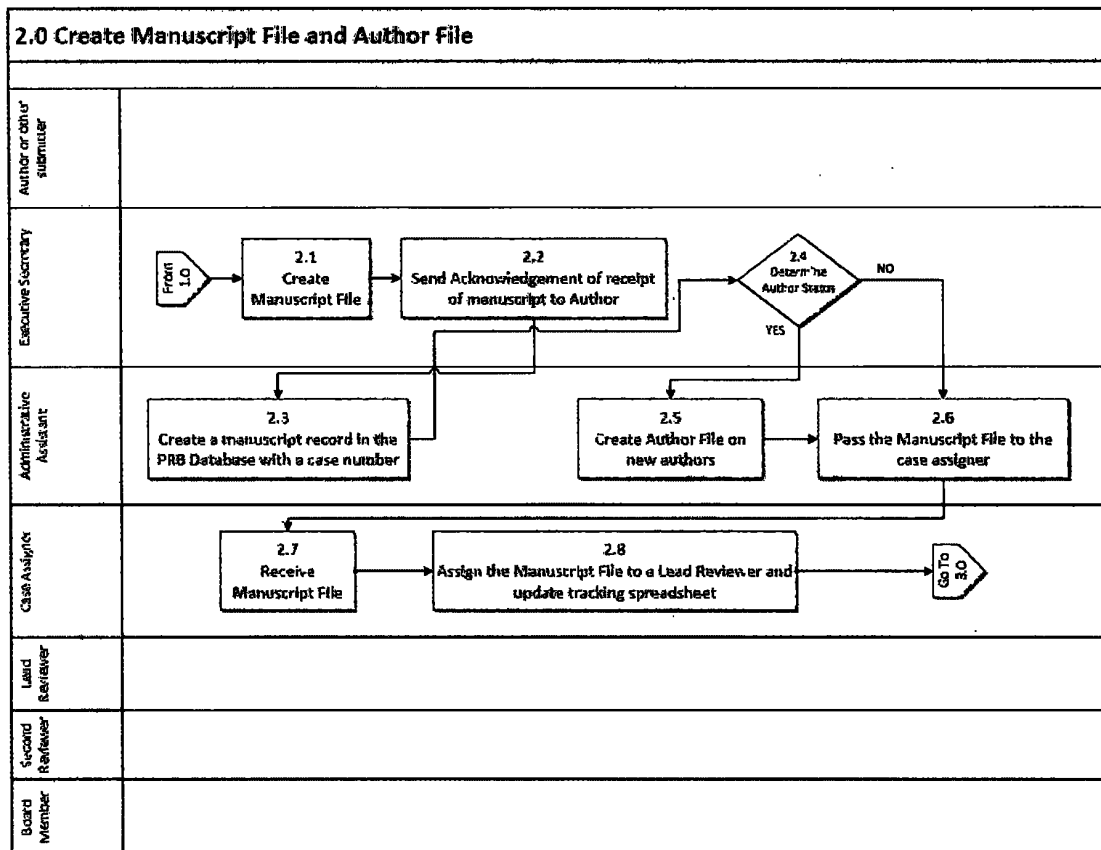 2.0 Create Manuscript File and Author File
Author or other
submitter
Executive Secretary
From
1.0
2.1
Create
Manuscript File
2.2
Send Acknowledgement of receipt
of manuscript to Author
2.4
Determine
Author Status
NO
YES
Administrative
Assistant
2.3
Create a manuscript record in the
PRB Database with a case number
2.5
Create Author File on
new authors
2.6
Pass the Manuscript File to the
case assigner
Case Assigner
2.7
Receive
Manuscript File
2.8
Assign the Manuscript File to a Lead Reviewer and
update tracking spreadsheet
Go To
3.0
Lead
Reviewer
Second
Reviewer
Board
Member